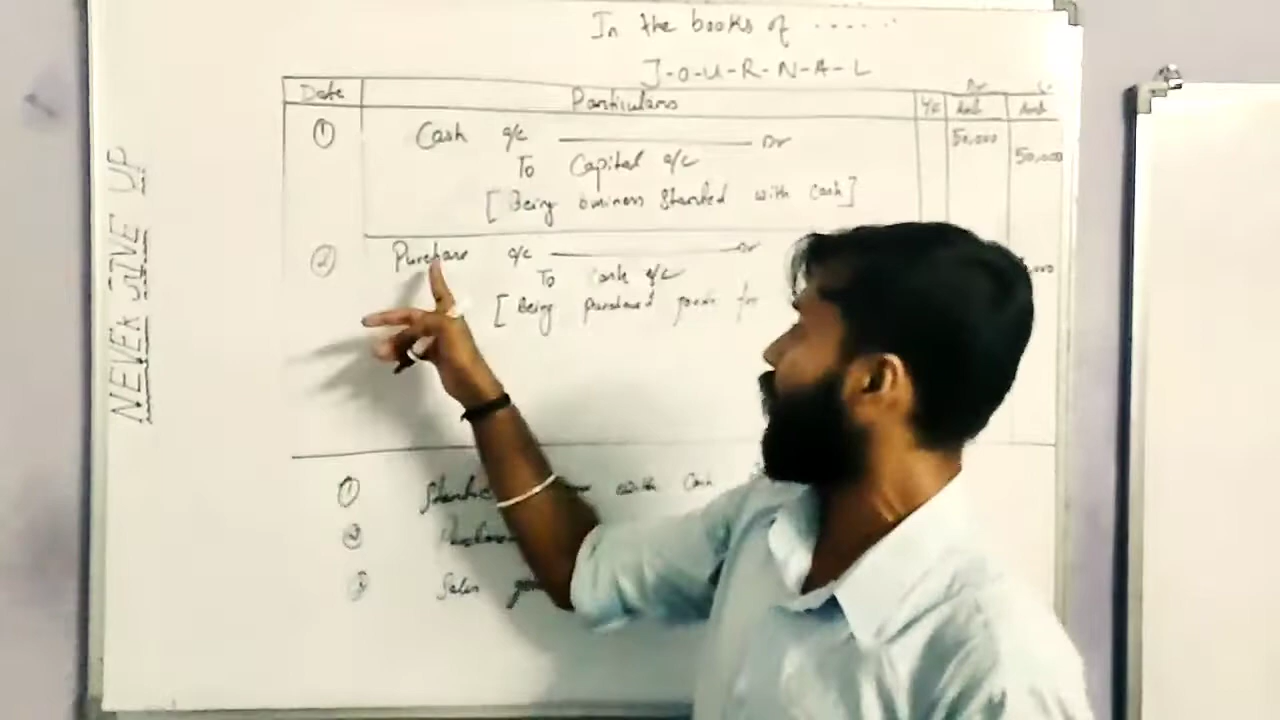 In the books of ......
J-O-U-R-N-A-L
Dr Cr
Date Particulars L/F Amt Amt
① Cash a/c Dr 50,000
To Capital a/c 50,000
[Being business started with cash]
② Purchase a/c Dr
To Cash a/c
[Being purchased goods for
① with Cash
②
③ Sales
NEVER GIVE UP